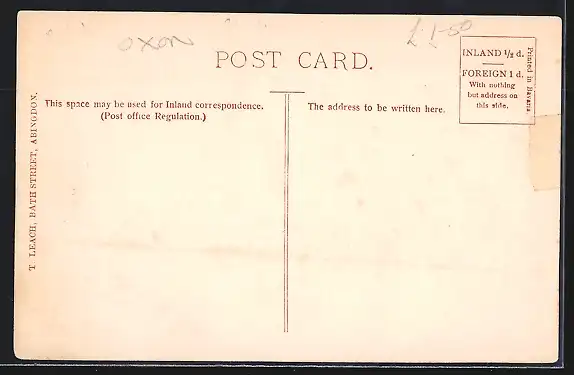 OXON
£1-50
POST CARD.
INLAND ½ d.
FOREIGN 1 d.
With nothing
but address on
this side.
Printed in Bavaria.
This space may be used for Inland correspondence.
(Post office Regulation.)
The address to be written here.
T LEACH, BATH STREET, ABINGDON.